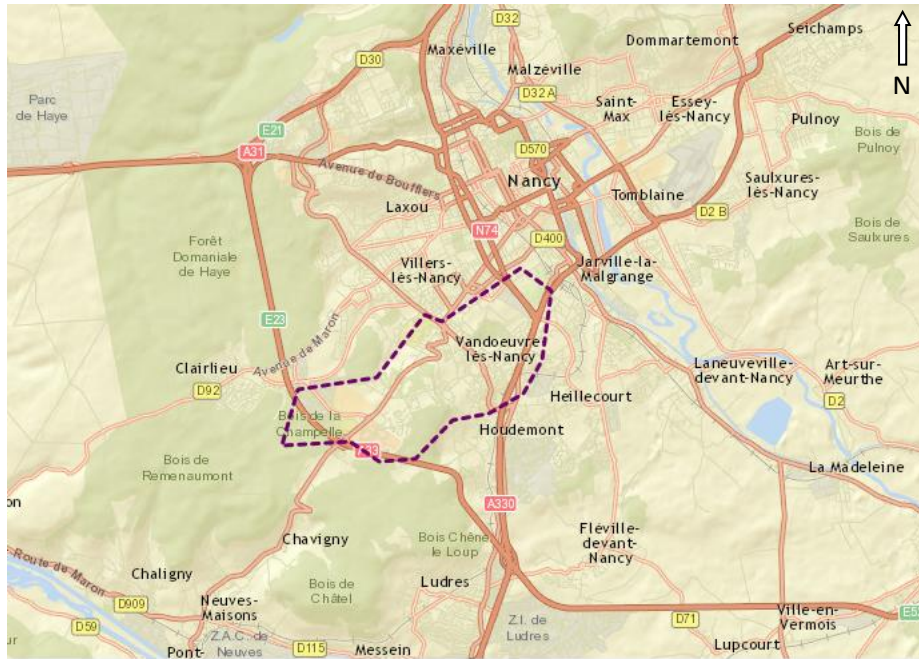 D32
Seichamps
Maxéville
Dommartemont
D30
Malzéville
N
Parc
de Haye
D32 A
Saint-
Max
Essey-
lès-Nancy
Pulnoy
E21
Bois de
Pulnoy
A31
D570
Avenue de Boufflers
Nancy
Tomblaine
Saulxures-
lès-Nancy
Laxou
D2 B
Bois de
Saulxures
N74
D400
Forêt
Domaniale
de Haye
Villers-
lès-Nancy
Jarville-la-
Malgrange
E23
Avenue de Maron
Vandoeuvre
lès-Nancy
Clairlieu
Laneuveville-
devant-Nancy
Art-sur-
Meurthe
D92
Heillecourt
D2
Bois de la
Champelle
Houdemont
A33
Bois de
Remenaumont
La Madeleine
on
A330
Chavigny
Bois Chêne
le Loup
Fléville-
devant-
Nancy
Route de Maron
Chaligny
Bois de
Châtel
Ludres
D909
Neuves-
Maisons
Ville-en-
Vermois
D59
Z.I. de
Ludres
D71
Z.A.C. de
Neuves
D115
Messein
Lupcourt
Pont-